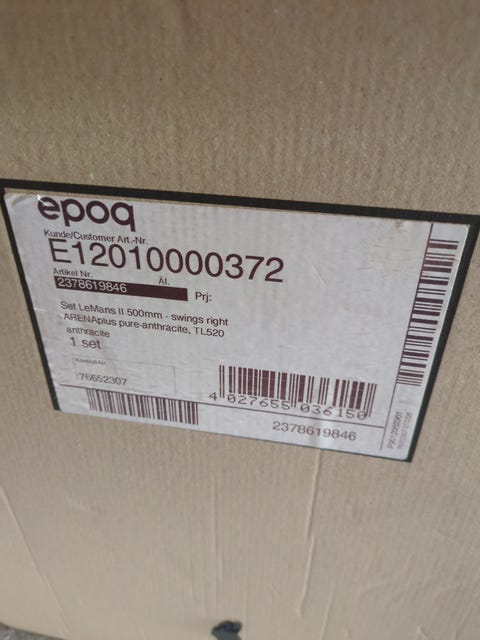 epoq
Kunde/Customer Art.-Nr.
E12010000372
Artikel Nr. ÄI.
2378619846 Prj:
Set LeMans II 500mm - swings right
ARENAplus pure-anthracite, TL520
anthracite
1 set
76652307
4 027655 036150
2378619846